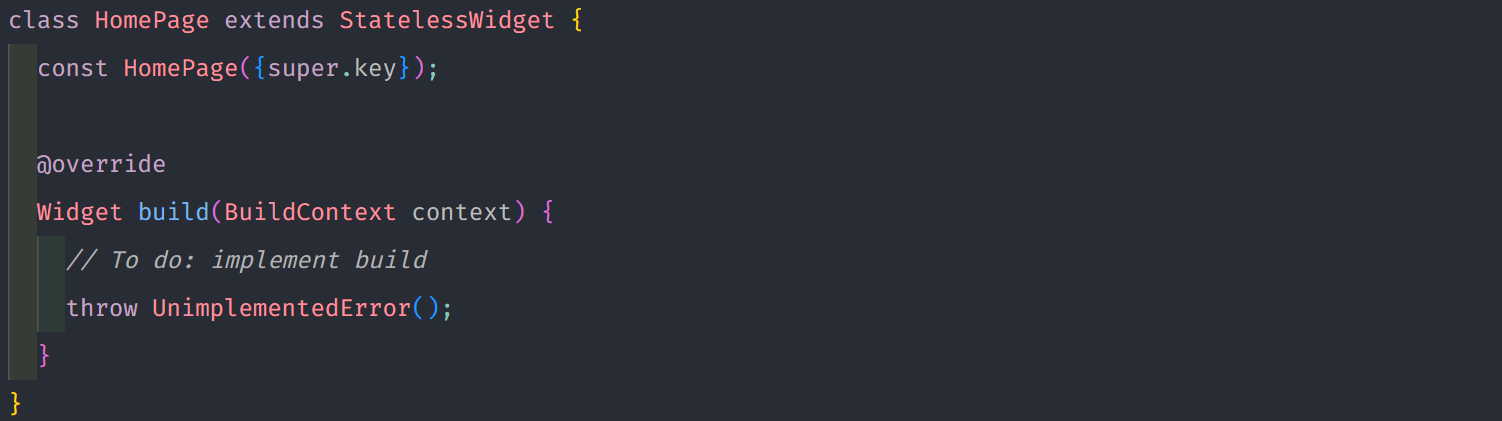 class HomePage extends StatelessWidget {
  const HomePage({super.key});

  @override
  Widget build(BuildContext context) {
    // To do: implement build
    throw UnimplementedError();
  }
}